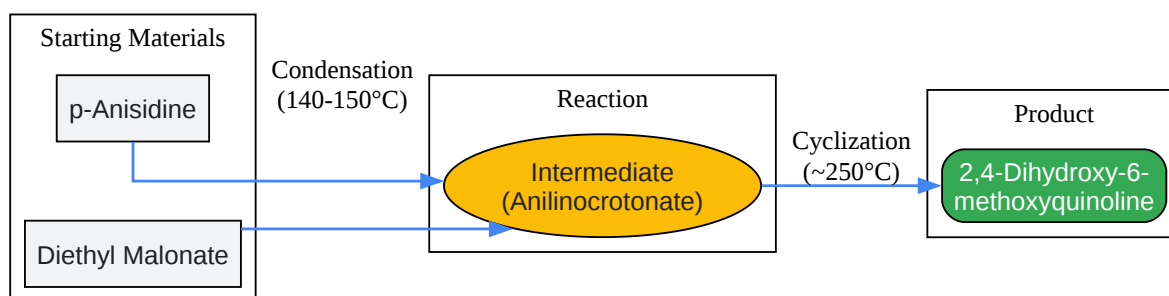 Starting Materials
p-Anisidine
Diethyl Malonate
Condensation
(140-150°C)
Reaction
Intermediate
(Anilinocrotonate)
Cyclization
(~250°C)
Product
2,4-Dihydroxy-6-
methoxyquinoline